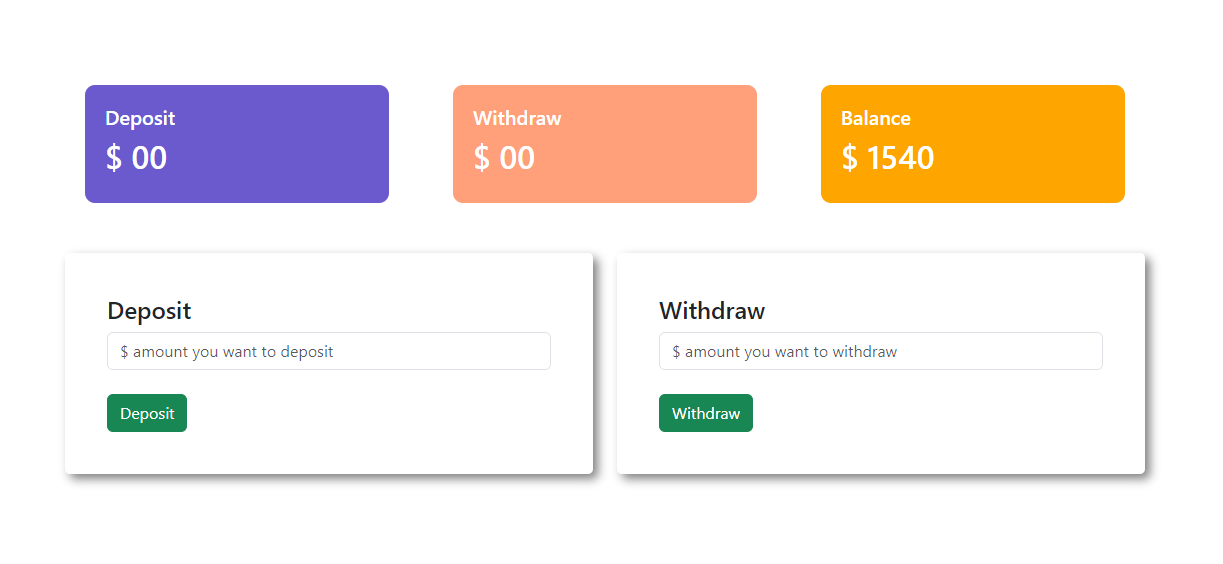 Deposit
$ 00
Withdraw
$ 00
Balance
$ 1540
Deposit
$ amount you want to deposit
Deposit
Withdraw
$ amount you want to withdraw
Withdraw